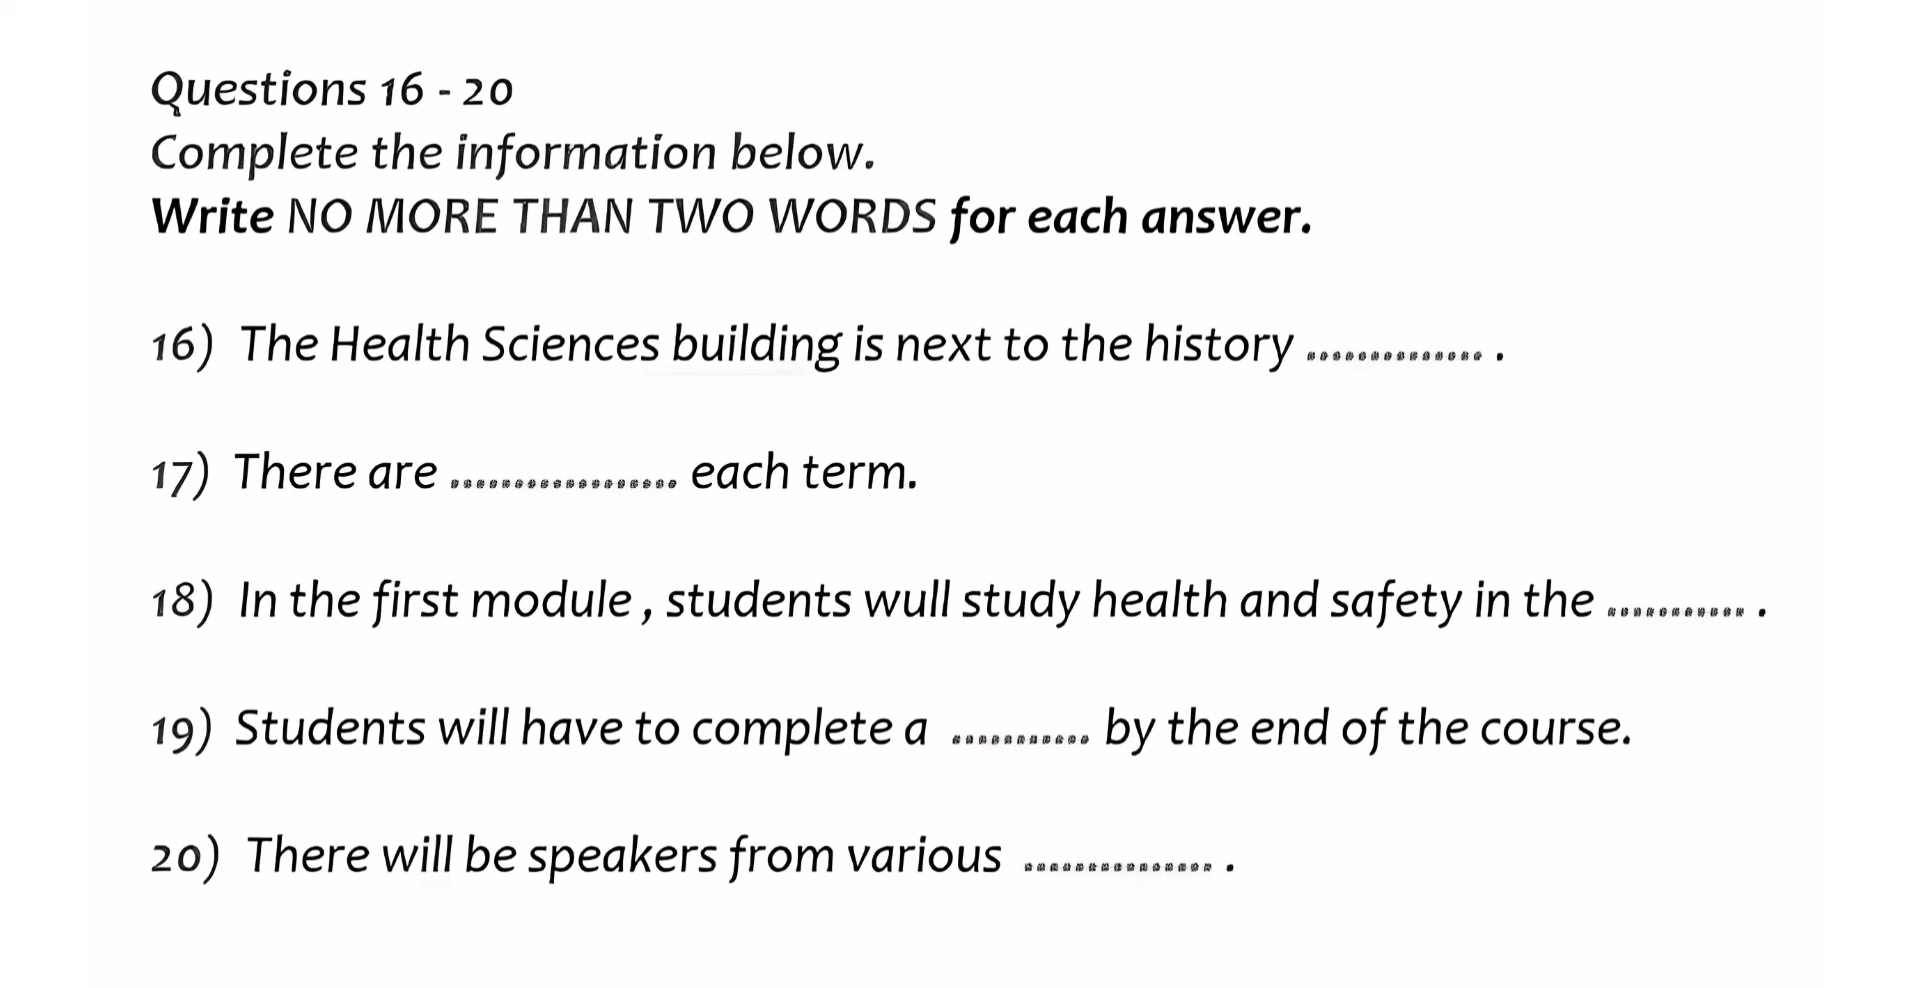 Questions 16 - 20
Complete the information below.
Write NO MORE THAN TWO WORDS for each answer.
16) The Health Sciences building is next to the history .............. .
17) There are .................. each term.
18) In the first module , students wull study health and safety in the ........... .
19) Students will have to complete a ........... by the end of the course.
20) There will be speakers from various ............... .